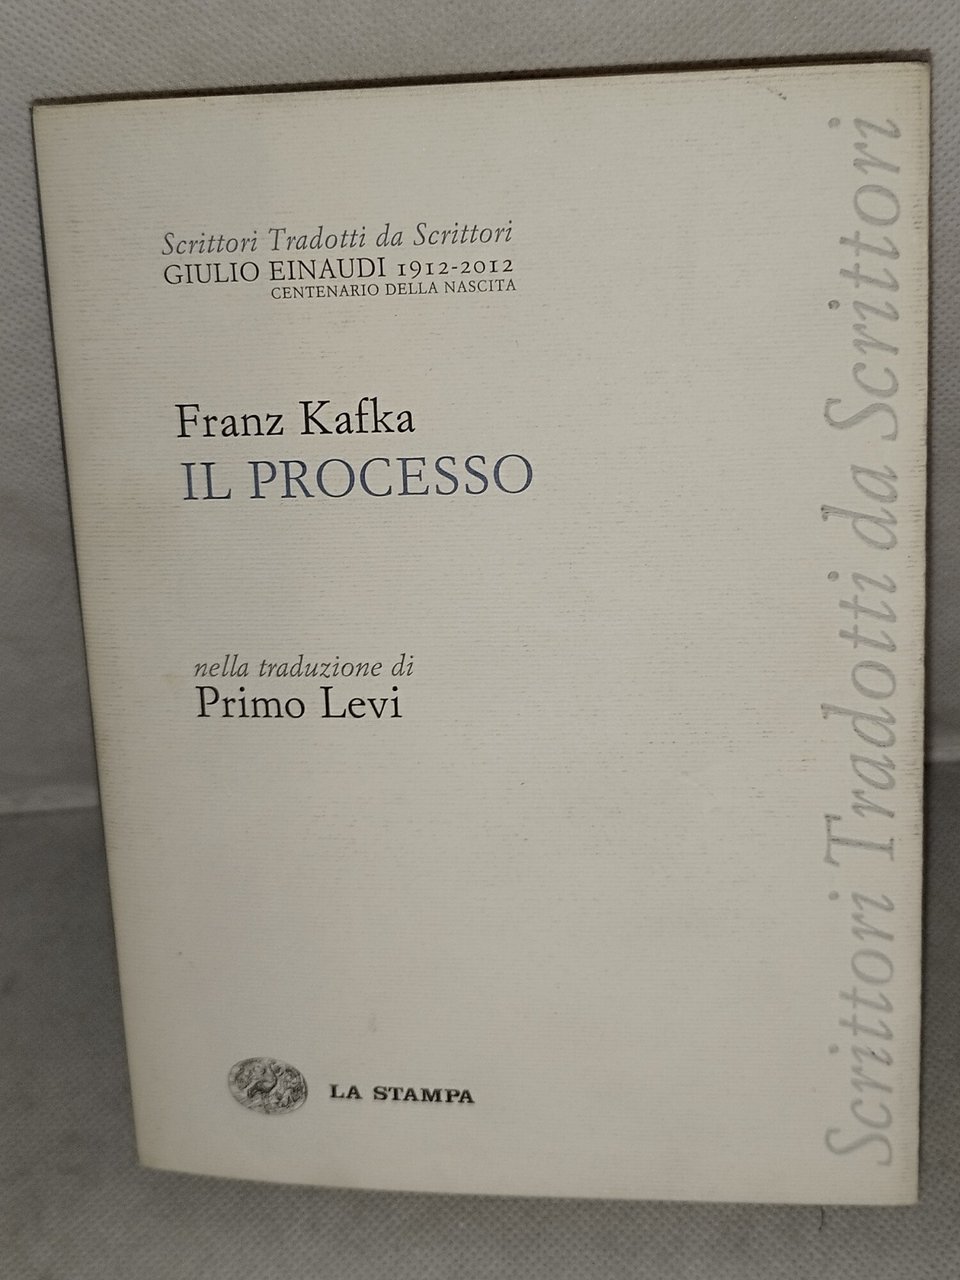 Scrittori Tradotti da Scrittori
GIULIO EINAUDI 1912-2012
CENTENARIO DELLA NASCITA
Franz Kafka
IL PROCESSO
nella traduzione di
Primo Levi
LA STAMPA
Scrittori Tradotti da Scrittori